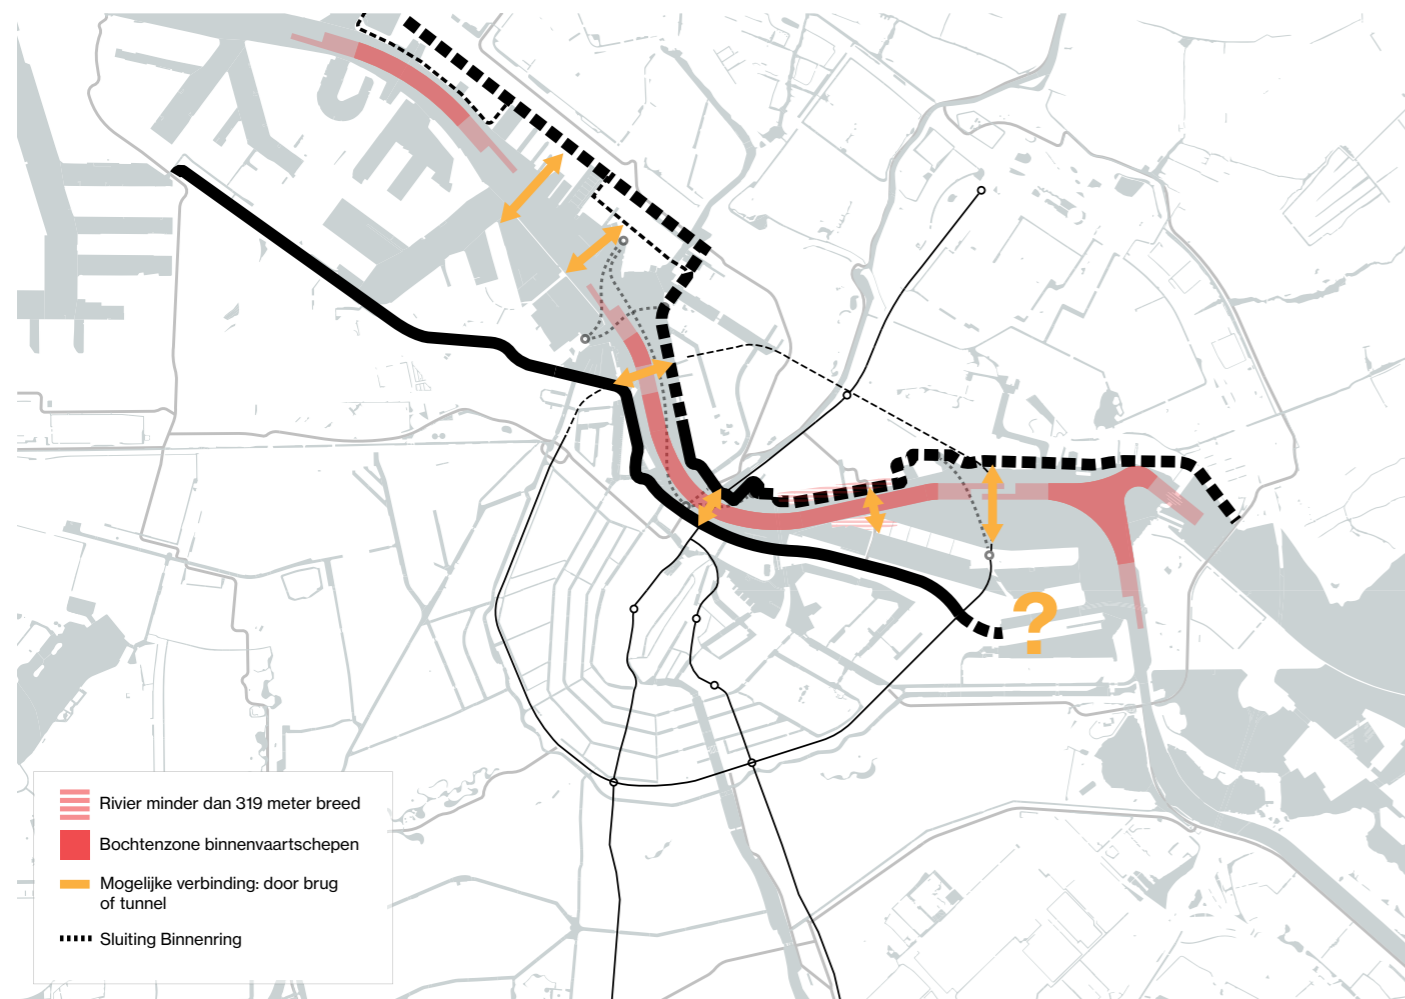 ?
Rivier minder dan 319 meter breed
Bochtenzone binnenvaartschepen
Mogelijke verbinding: door brug
of tunnel
Sluiting Binnenring